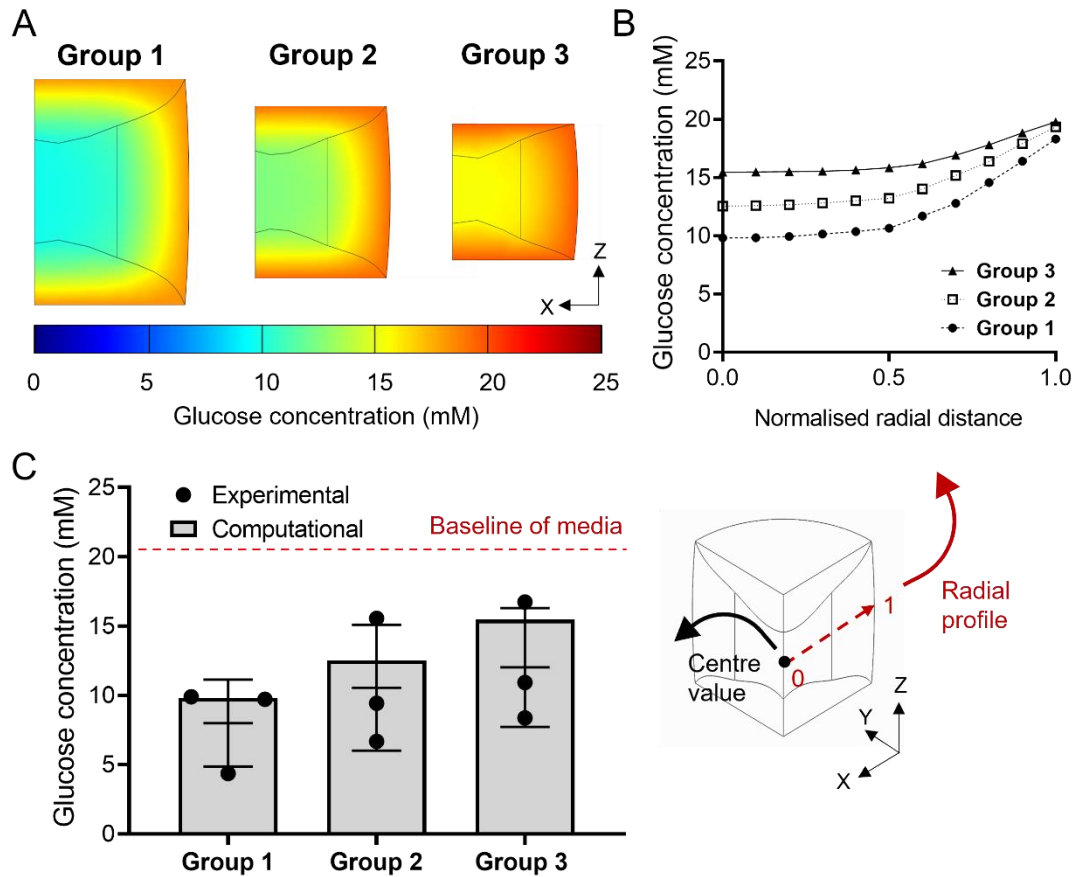 A
Group 1
Group 2
Group 3
Z
X
0 5 10 15 20 25
Glucose concentration (mM)
B
Glucose concentration (mM)
25
20
15
10
5
0
Group 3
Group 2
Group 1
0.0 0.5 1.0
Normalised radial distance
C
Glucose concentration (mM)
25
20
15
10
5
0
Experimental
Computational
Baseline of media
Group 1 Group 2 Group 3
Centre
value
0
1
Radial
profile
Z
Y
X